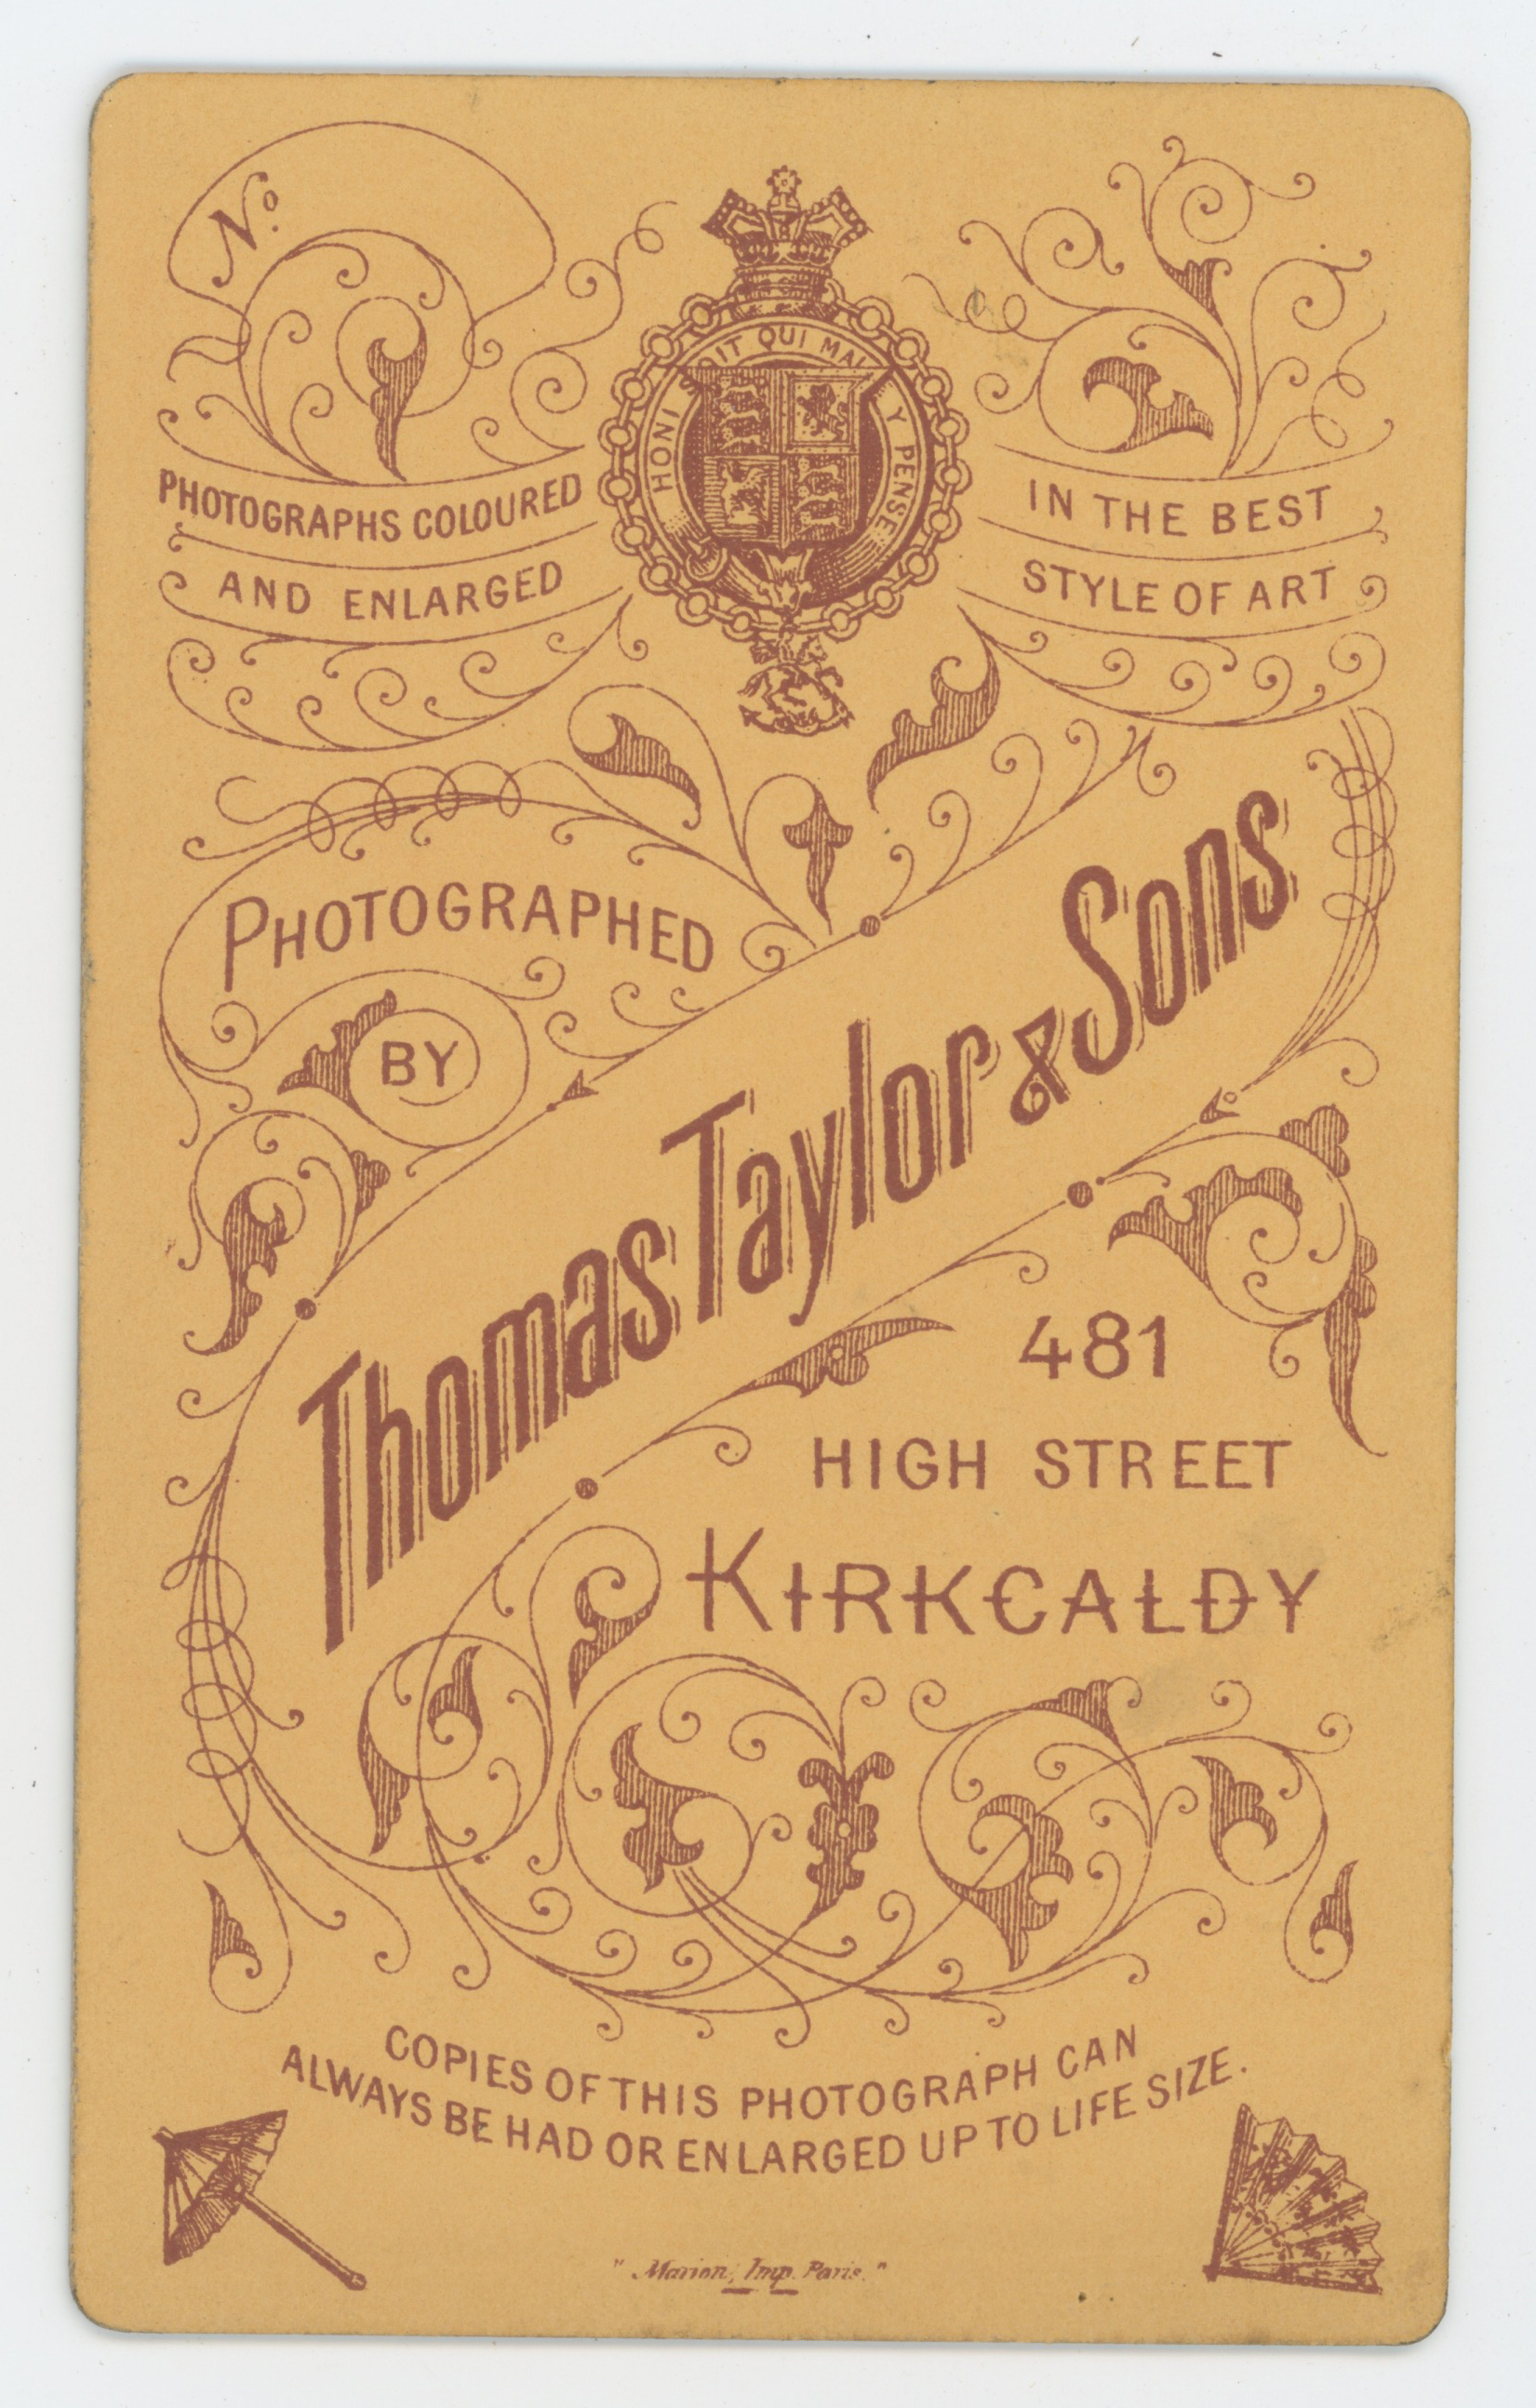 No.
HONI SOIT QUI MAL Y PENSE
PHOTOGRAPHS COLOURED
AND ENLARGED
IN THE BEST
STYLE OF ART
PHOTOGRAPHED
BY
Thomas Taylor & Sons
481
HIGH STREET
KIRKCALDY
COPIES OF THIS PHOTOGRAPH CAN
ALWAYS BE HAD OR ENLARGED UP TO LIFE SIZE.
"Marion, Imp. Paris."